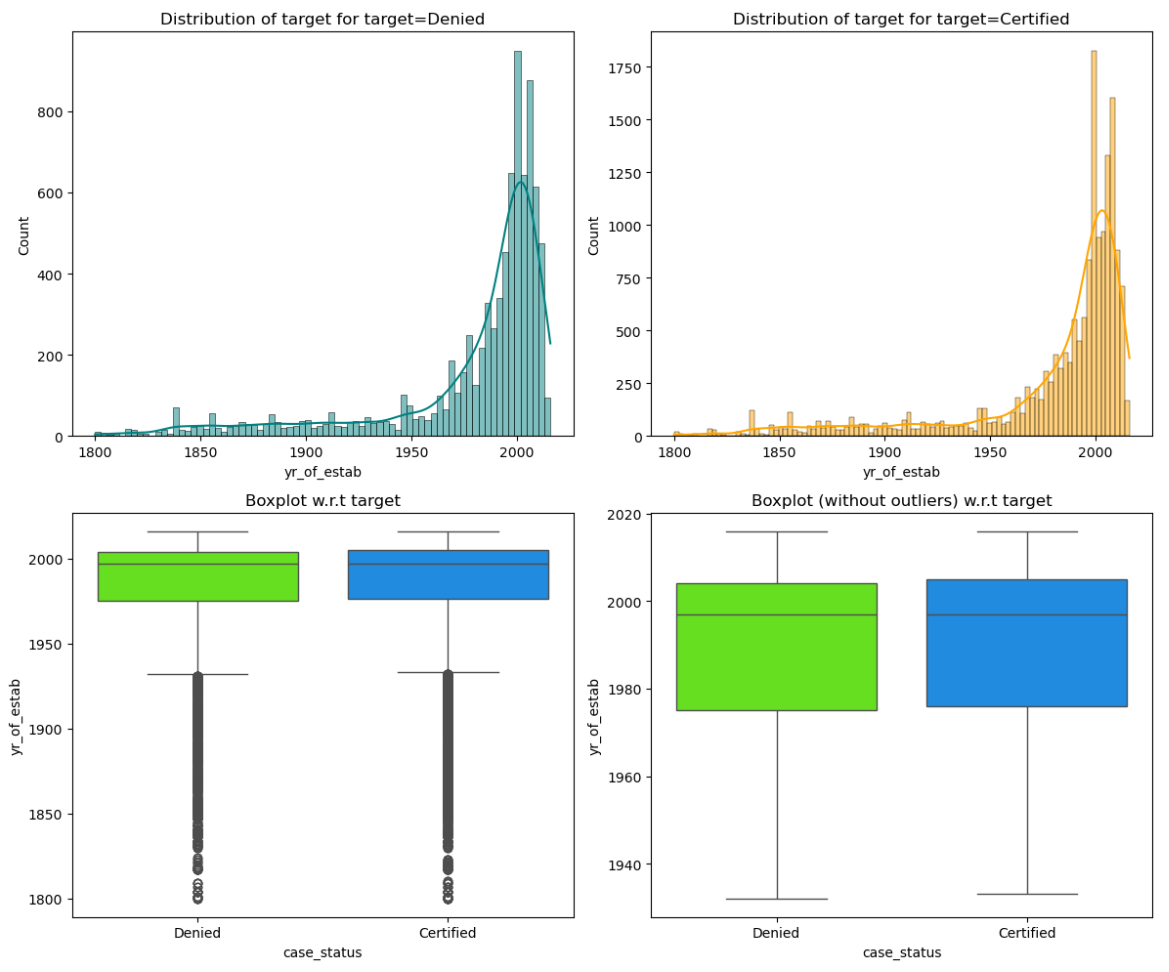 Distribution of target for target=Denied
Count
800
600
400
200
0
1800 1850 1900 1950 2000
yr_of_estab
Distribution of target for target=Certified
Count
1750
1500
1250
1000
750
500
250
0
1800 1850 1900 1950 2000
yr_of_estab
Boxplot w.r.t target
yr_of_estab
2000
1950
1900
1850
1800
Denied Certified
case_status
Boxplot (without outliers) w.r.t target
yr_of_estab
2020
2000
1980
1960
1940
Denied Certified
case_status